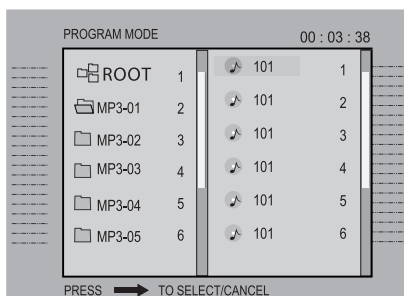 PROGRAM MODE 00 : 03 : 38
ROOT 1 101 1
MP3-01 2 101 2
MP3-02 3 101 3
MP3-03 4 101 4
MP3-04 5 101 5
MP3-05 6 101 6
PRESS TO SELECT/CANCEL